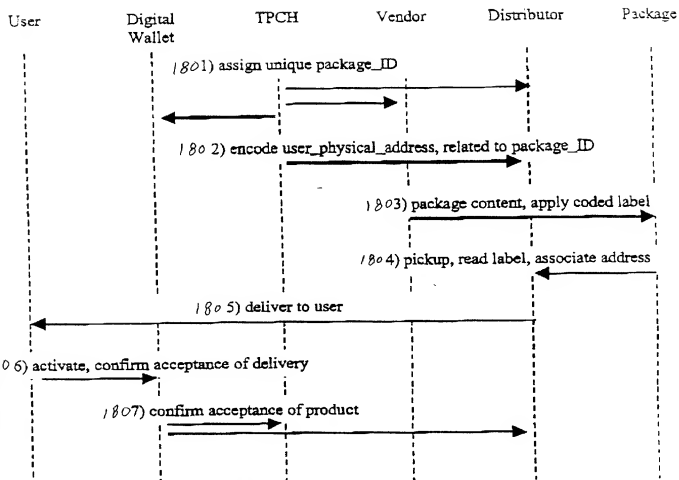 User Digital Wallet TPCH Vendor Distributor Package
1801) assign unique package_ID
1802) encode user_physical_address, related to package_ID
1803) package content, apply coded label
1804) pickup, read label, associate address
1805) deliver to user
06) activate, confirm acceptance of delivery
1807) confirm acceptance of product